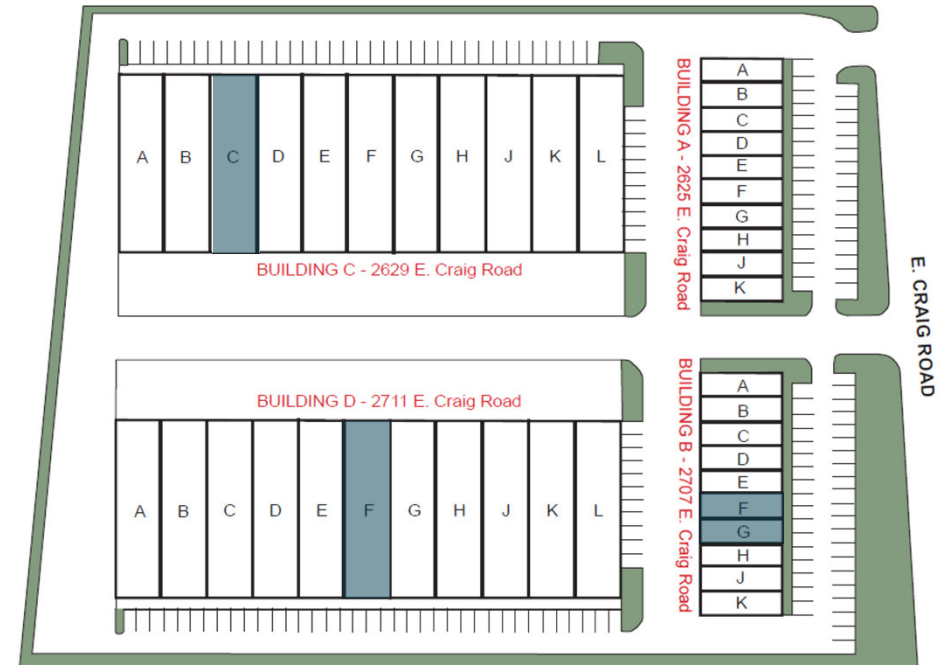 A B C D E F G H J K L
BUILDING C - 2629 E. Craig Road
BUILDING A - 2625 E. Craig Road
A
B
C
D
E
F
G
H
J
K
E. CRAIG ROAD
BUILDING D - 2711 E. Craig Road
A B C D E F G H J K L
BUILDING B - 2707 E. Craig Road
A
B
C
D
E
F
G
H
J
K